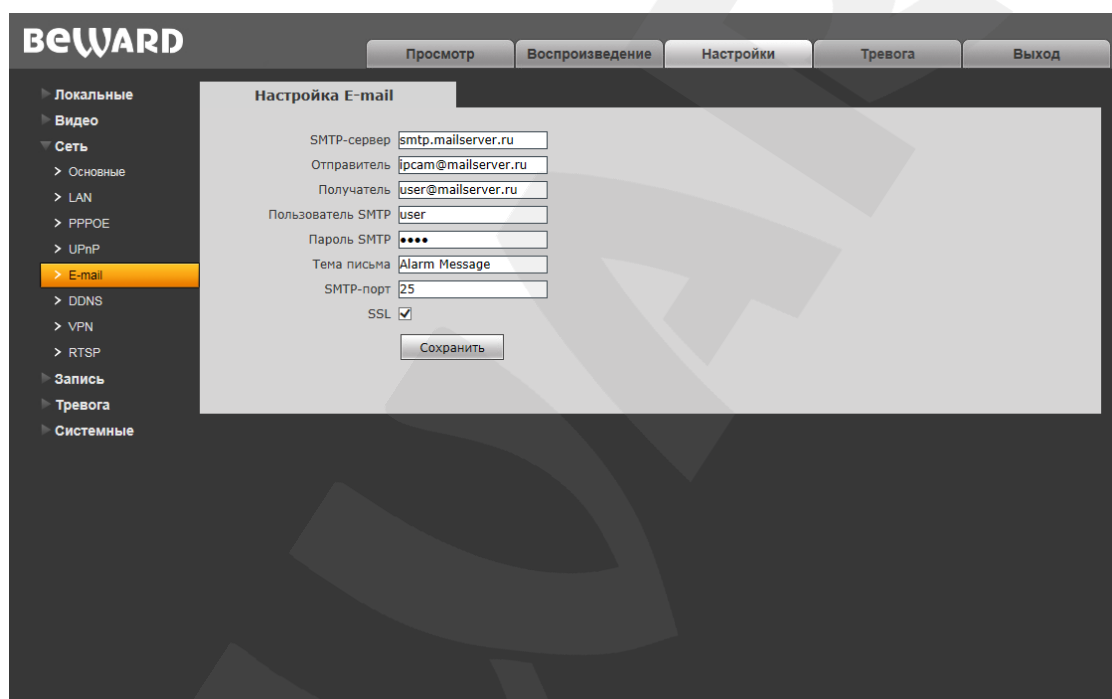 BEWARD
Просмотр
Воспроизведение
Настройки
Тревога
Выход
Локальные
Видео
Сеть
Основные
LAN
PPPOE
UPnP
E-mail
DDNS
VPN
RTSP
Запись
Тревога
Системные
Настройка E-mail
SMTP-сервер smtp.mailserver.ru
Отправитель ipcam@mailserver.ru
Получатель user@mailserver.ru
Пользователь SMTP user
Пароль SMTP ••••
Тема письма Alarm Message
SMTP-порт 25
SSL
Сохранить